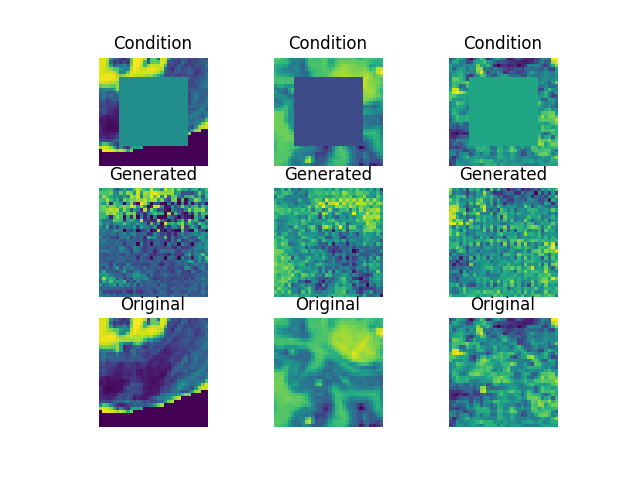 Condition Condition Condition
Generated Generated Generated
Original Original Original